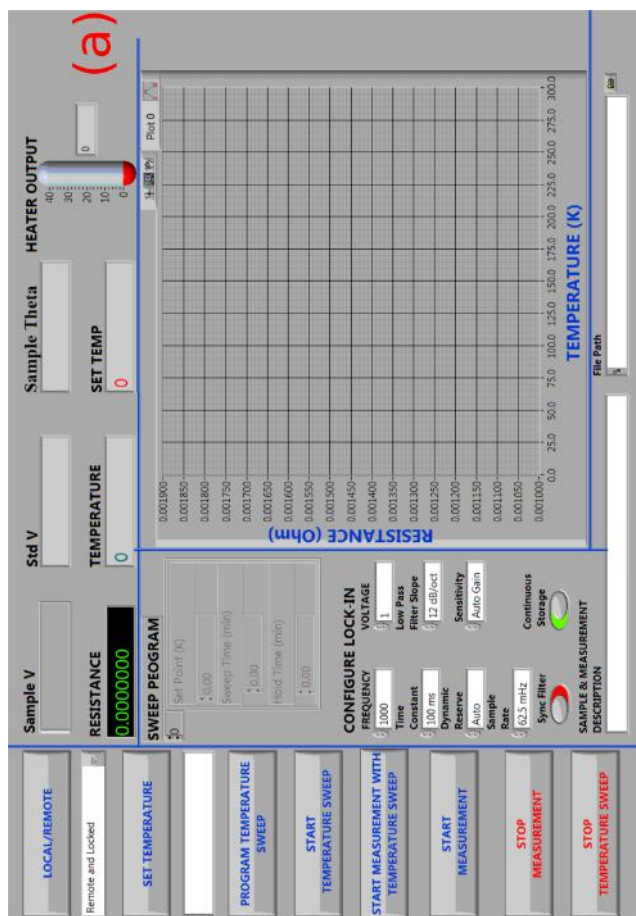 (a)
LOCAL/REMOTE
Remote and Locked
SET TEMPERATURE
PROGRAM TEMPERATURE
SWEEP
START
TEMPERATURE SWEEP
START MEASUREMENT WITH
TEMPERATURE SWEEP
START
MEASUREMENT
STOP
MEASUREMENT
STOP
TEMPERATURE SWEEP
Sample V
Std V
Sample Theta
HEATER OUTPUT
40
30
20
10
0
0
RESISTANCE
0.0000000
TEMPERATURE
0
SET TEMP
0
SWEEP PEOGRAM
0
Set Point (K)
0.00
Sweep Time (min)
0.00
Hold Time (min)
0.00
CONFIGURE LOCK-IN
FREQUENCY
1000
VOLTAGE
1
Time
Constant
100 ms
Low Pass
Filter Slope
12 dB/oct
Dynamic
Reserve
Auto
Sensitivity
Auto Gain
Sample
Rate
62.5 mHz
Sync Filter
Continuous
Storage
Plot 0
RESISTANCE (Ohm)
0.001900
0.001850
0.001800
0.001750
0.001700
0.001650
0.001600
0.001550
0.001500
0.001450
0.001400
0.001350
0.001300
0.001250
0.001200
0.001150
0.001100
0.001050
0.001000
0.0 25.0 50.0 75.0 100.0 125.0 150.0 175.0 200.0 225.0 250.0 275.0 300.0
TEMPERATURE (K)
SAMPLE & MEASUREMENT
DESCRIPTION
File Path